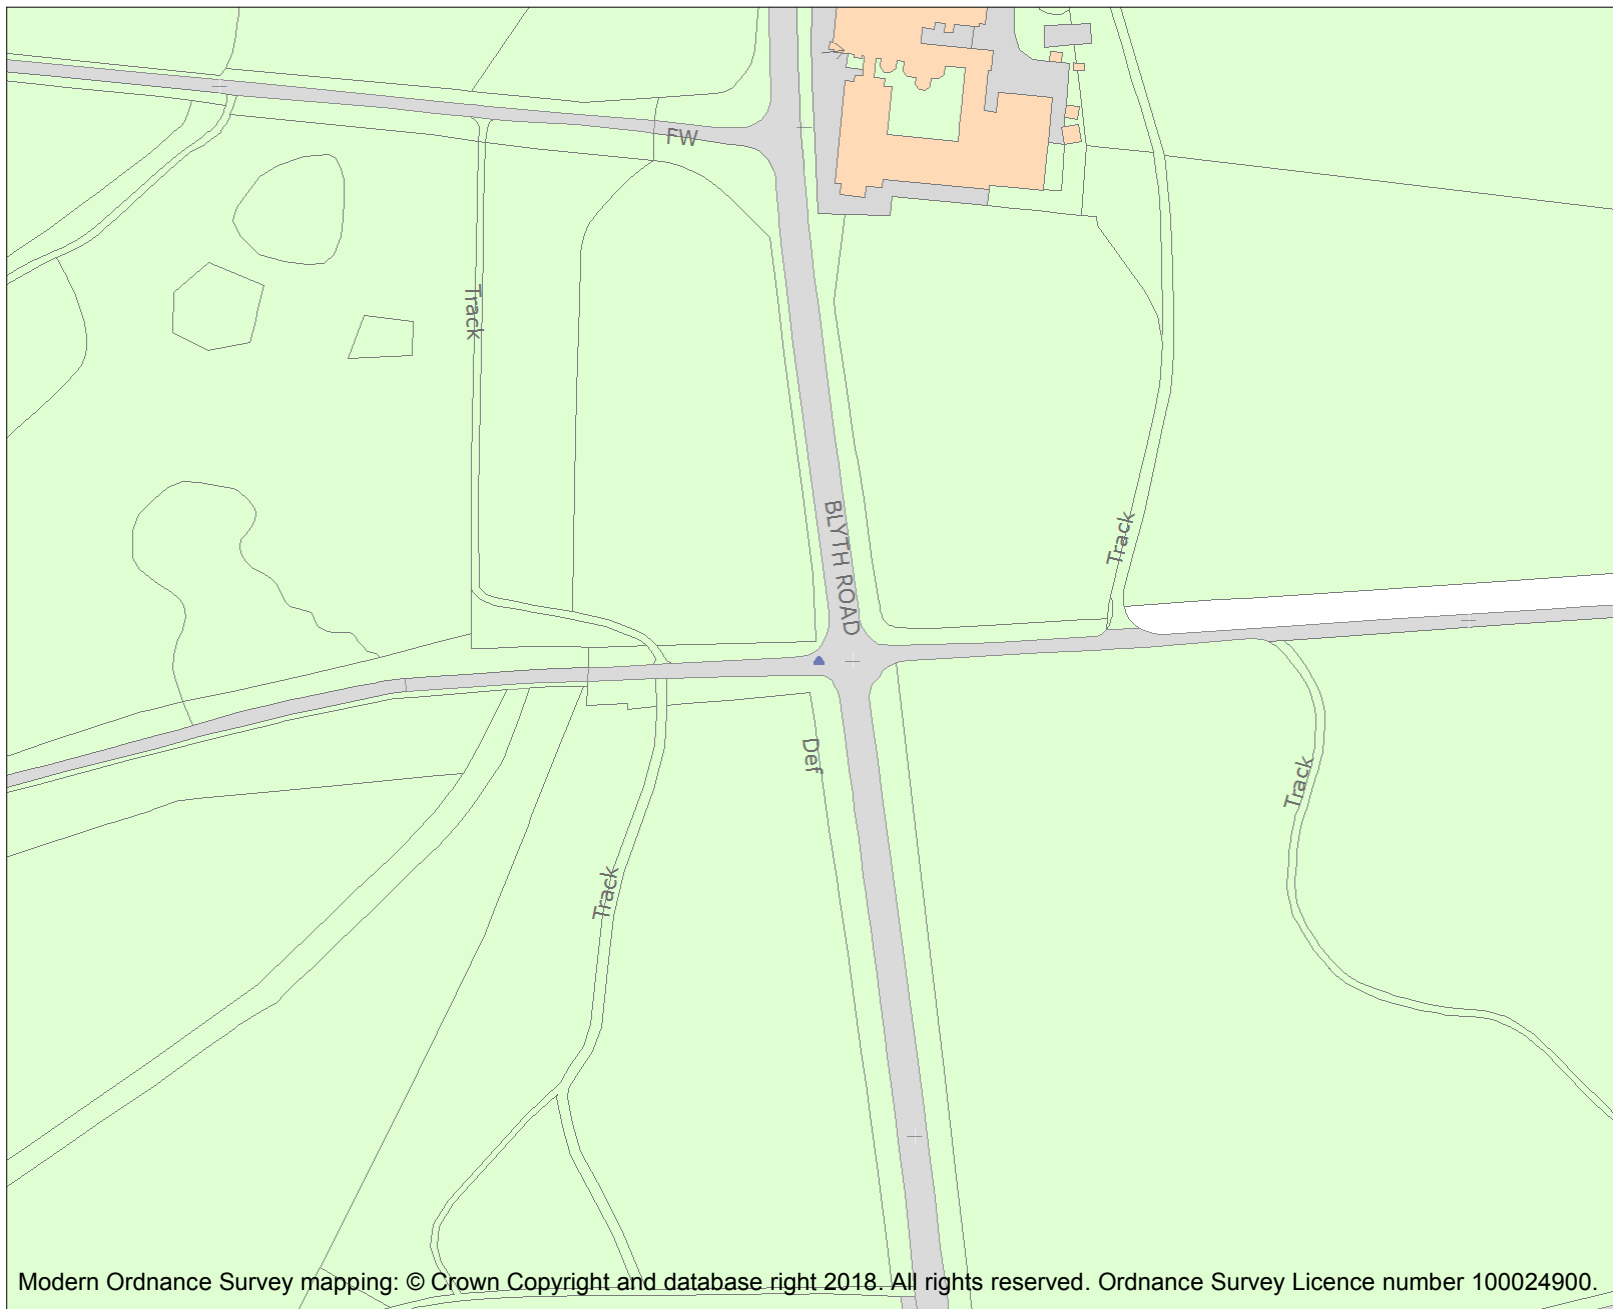 FW
Track
BLYTH ROAD
Track
Def
Track
Track
Modern Ordnance Survey mapping: © Crown Copyright and database right 2018. All rights reserved. Ordnance Survey Licence number 100024900.